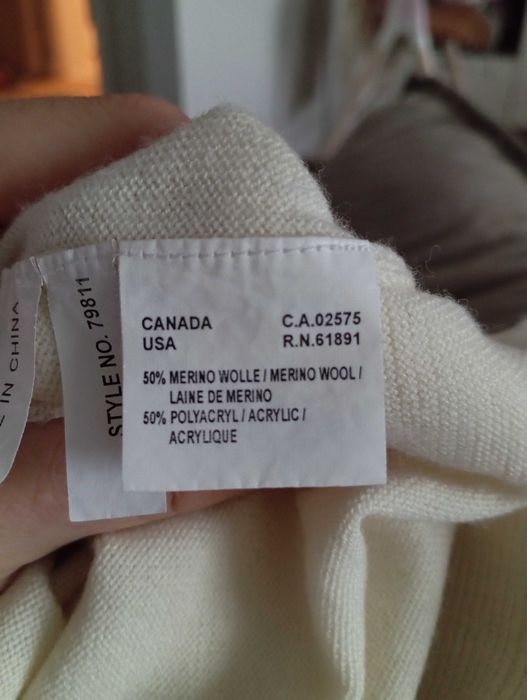 CANADA C.A.02575
USA R.N.61891
50% MERINO WOLLE / MERINO WOOL /
LAINE DE MERINO
50% POLYACRYL / ACRYLIC /
ACRYLIQUE
STYLE NO. 79811
IN CHINA